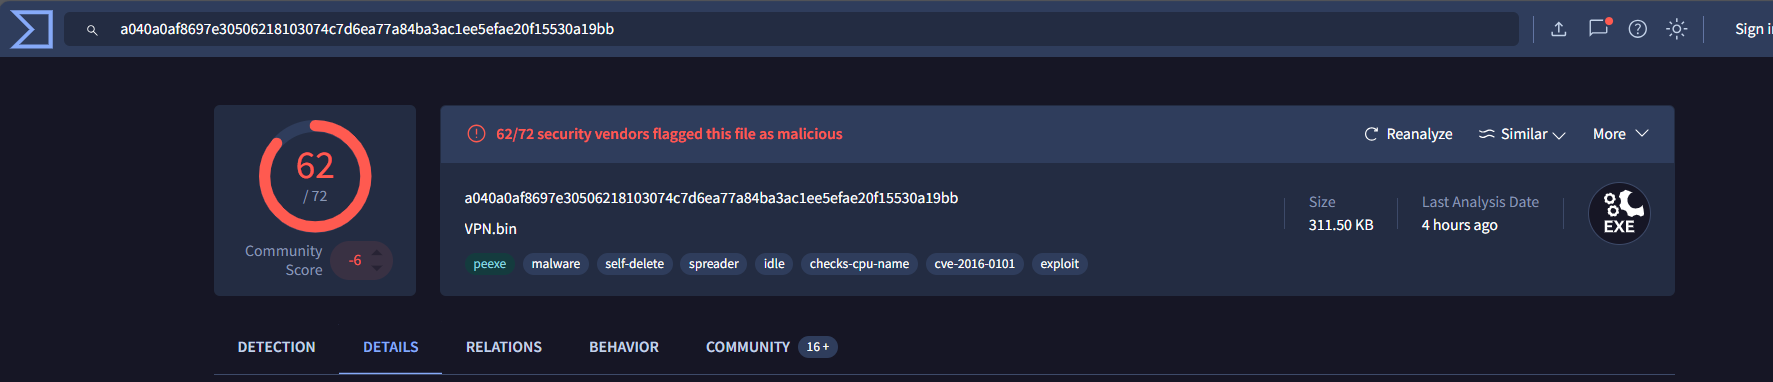 a040a0af8697e30506218103074c7d6ea77a84ba3ac1ee5efae20f15530a19bb
Sign i
62
/ 72
Community
Score
-6
62/72 security vendors flagged this file as malicious
Reanalyze
Similar
More
a040a0af8697e30506218103074c7d6ea77a84ba3ac1ee5efae20f15530a19bb
VPN.bin
peexe malware self-delete spreader idle checks-cpu-name cve-2016-0101 exploit
Size
311.50 KB
Last Analysis Date
4 hours ago
EXE
DETECTION DETAILS RELATIONS BEHAVIOR COMMUNITY 16+